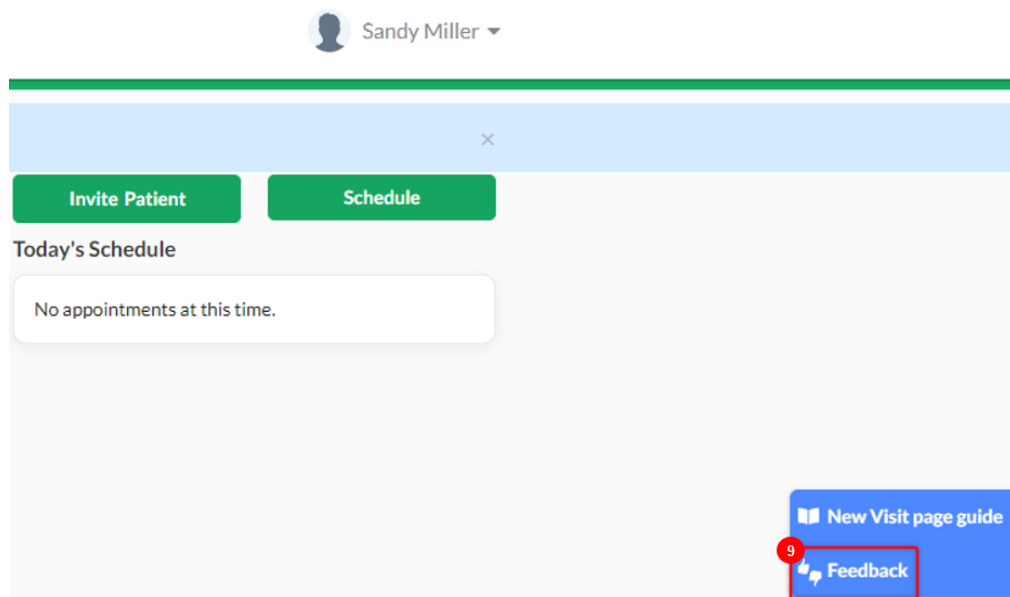 Sandy Miller
×
Invite Patient
Schedule
Today's Schedule
No appointments at this time.
New Visit page guide
9
Feedback